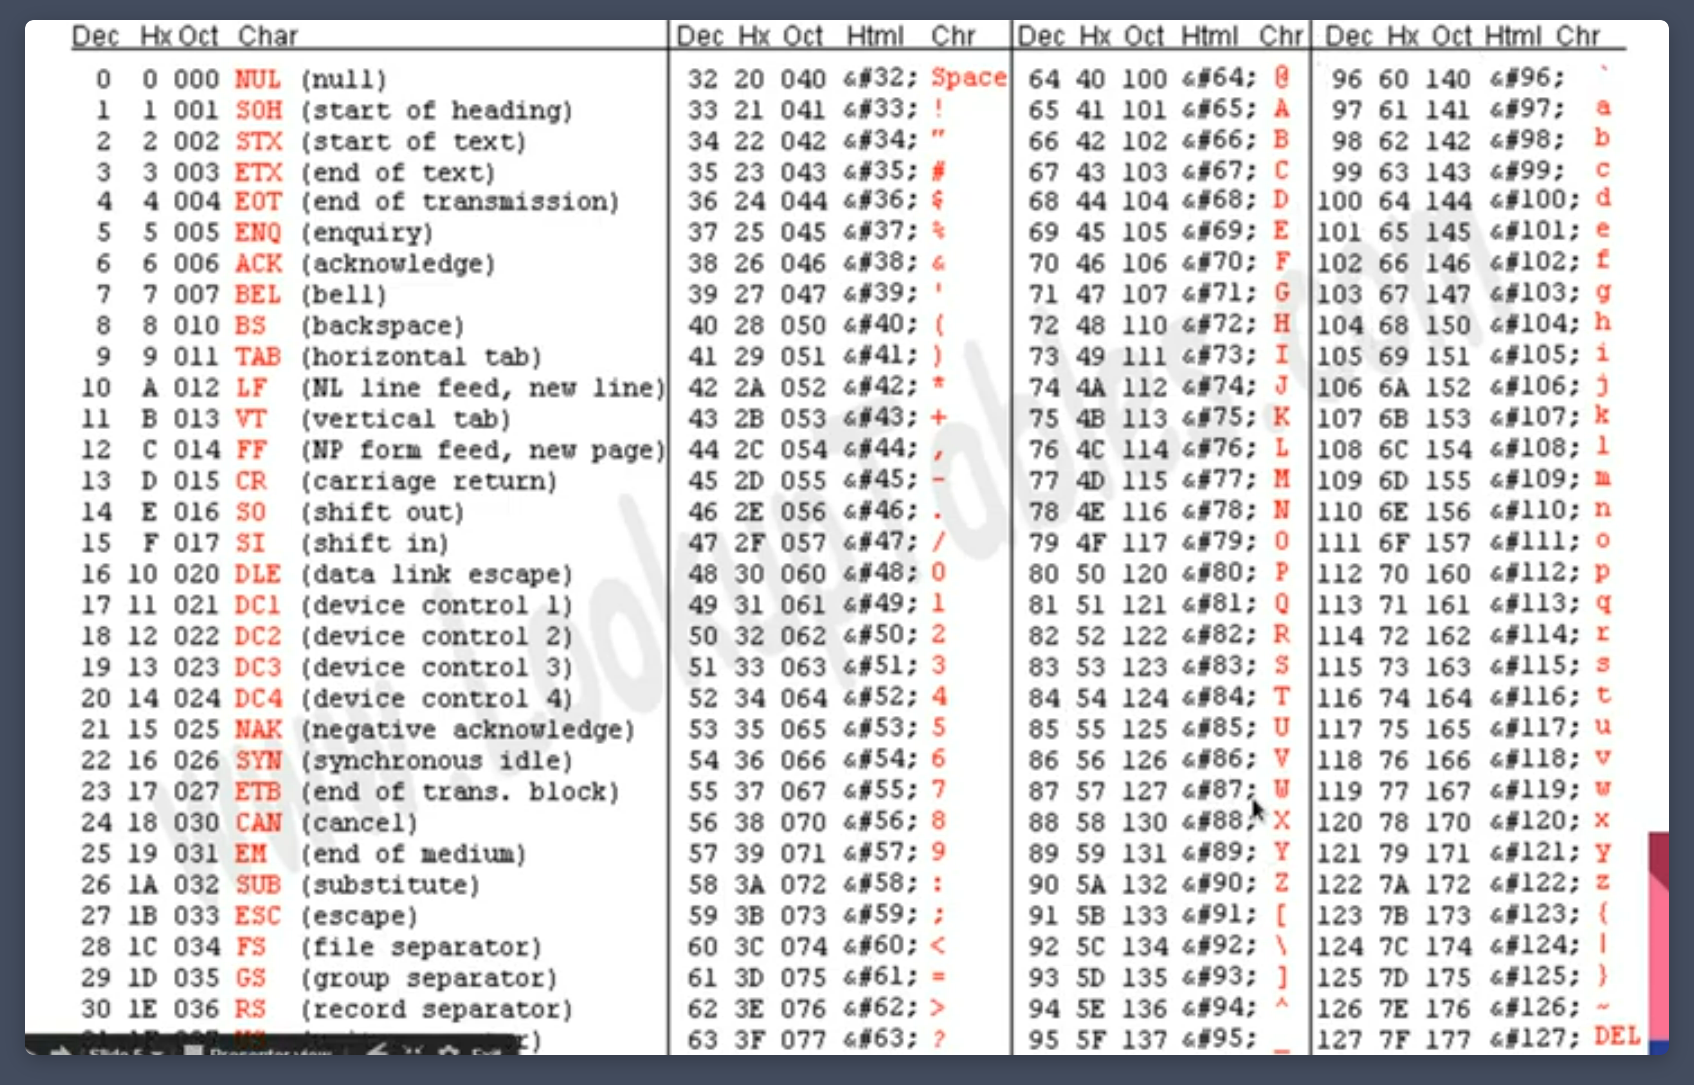 Dec Hx Oct Char
0 0 000 NUL (null)
1 1 001 SOH (start of heading)
2 2 002 STX (start of text)
3 3 003 ETX (end of text)
4 4 004 EOT (end of transmission)
5 5 005 ENQ (enquiry)
6 6 006 ACK (acknowledge)
7 7 007 BEL (bell)
8 8 010 BS (backspace)
9 9 011 TAB (horizontal tab)
10 A 012 LF (NL line feed, new line)
11 B 013 VT (vertical tab)
12 C 014 FF (NP form feed, new page)
13 D 015 CR (carriage return)
14 E 016 SO (shift out)
15 F 017 SI (shift in)
16 10 020 DLE (data link escape)
17 11 021 DC1 (device control 1)
18 12 022 DC2 (device control 2)
19 13 023 DC3 (device control 3)
20 14 024 DC4 (device control 4)
21 15 025 NAK (negative acknowledge)
22 16 026 SYN (synchronous idle)
23 17 027 ETB (end of trans. block)
24 18 030 CAN (cancel)
25 19 031 EM (end of medium)
26 1A 032 SUB (substitute)
27 1B 033 ESC (escape)
28 1C 034 FS (file separator)
29 1D 035 GS (group separator)
30 1E 036 RS (record separator)
Dec Hx Oct Html Chr
32 20 040 &#32; Space
33 21 041 &#33; !
34 22 042 &#34; "
35 23 043 &#35; #
36 24 044 &#36; $
37 25 045 &#37; %
38 26 046 &#38; &
39 27 047 &#39; '
40 28 050 &#40; (
41 29 051 &#41; )
42 2A 052 &#42; *
43 2B 053 &#43; +
44 2C 054 &#44; ,
45 2D 055 &#45; -
46 2E 056 &#46; .
47 2F 057 &#47; /
48 30 060 &#48; 0
49 31 061 &#49; 1
50 32 062 &#50; 2
51 33 063 &#51; 3
52 34 064 &#52; 4
53 35 065 &#53; 5
54 36 066 &#54; 6
55 37 067 &#55; 7
56 38 070 &#56; 8
57 39 071 &#57; 9
58 3A 072 &#58; :
59 3B 073 &#59; ;
60 3C 074 &#60; <
61 3D 075 &#61; =
62 3E 076 &#62; >
63 3F 077 &#63; ?
Dec Hx Oct Html Chr
64 40 100 &#64; @
65 41 101 &#65; A
66 42 102 &#66; B
67 43 103 &#67; C
68 44 104 &#68; D
69 45 105 &#69; E
70 46 106 &#70; F
71 47 107 &#71; G
72 48 110 &#72; H
73 49 111 &#73; I
74 4A 112 &#74; J
75 4B 113 &#75; K
76 4C 114 &#76; L
77 4D 115 &#77; M
78 4E 116 &#78; N
79 4F 117 &#79; O
80 50 120 &#80; P
81 51 121 &#81; Q
82 52 122 &#82; R
83 53 123 &#83; S
84 54 124 &#84; T
85 55 125 &#85; U
86 56 126 &#86; V
87 57 127 &#87; W
88 58 130 &#88; X
89 59 131 &#89; Y
90 5A 132 &#90; Z
91 5B 133 &#91; [
92 5C 134 &#92; \
93 5D 135 &#93; ]
94 5E 136 &#94; ^
95 5F 137 &#95; _
Dec Hx Oct Html Chr
96 60 140 &#96; `
97 61 141 &#97; a
98 62 142 &#98; b
99 63 143 &#99; c
100 64 144 &#100; d
101 65 145 &#101; e
102 66 146 &#102; f
103 67 147 &#103; g
104 68 150 &#104; h
105 69 151 &#105; i
106 6A 152 &#106; j
107 6B 153 &#107; k
108 6C 154 &#108; l
109 6D 155 &#109; m
110 6E 156 &#110; n
111 6F 157 &#111; o
112 70 160 &#112; p
113 71 161 &#113; q
114 72 162 &#114; r
115 73 163 &#115; s
116 74 164 &#116; t
117 75 165 &#117; u
118 76 166 &#118; v
119 77 167 &#119; w
120 78 170 &#120; x
121 79 171 &#121; y
122 7A 172 &#122; z
123 7B 173 &#123; {
124 7C 174 &#124; |
125 7D 175 &#125; }
126 7E 176 &#126; ~
127 7F 177 &#127; DEL
www.LookupTables.com